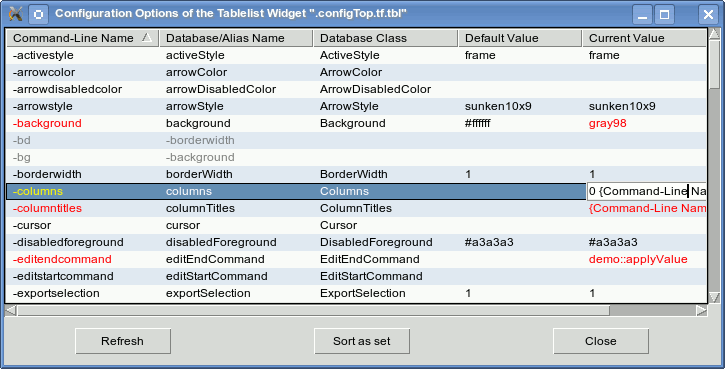 Configuration Options of the Tablelist Widget ".configTop.tf.tbl"
Command-Line Name Database/Alias Name Database Class Default Value Current Value
-activestyle activeStyle ActiveStyle frame frame
-arrowcolor arrowColor ArrowColor
-arrowdisabledcolor arrowDisabledColor ArrowDisabledColor
-arrowstyle arrowStyle ArrowStyle sunken10x9 sunken10x9
-background background Background #ffffff gray98
-bd -borderwidth
-bg -background
-borderwidth borderWidth BorderWidth 1 1
-columns columns Columns 0 {Command-Line Na
-columntitles columnTitles ColumnTitles {Command-Line Nam
-cursor cursor Cursor
-disabledforeground disabledForeground DisabledForeground #a3a3a3 #a3a3a3
-editendcommand editEndCommand EditEndCommand demo::applyValue
-editstartcommand editStartCommand EditStartCommand
-exportselection exportSelection ExportSelection 1 1
Refresh Sort as set Close